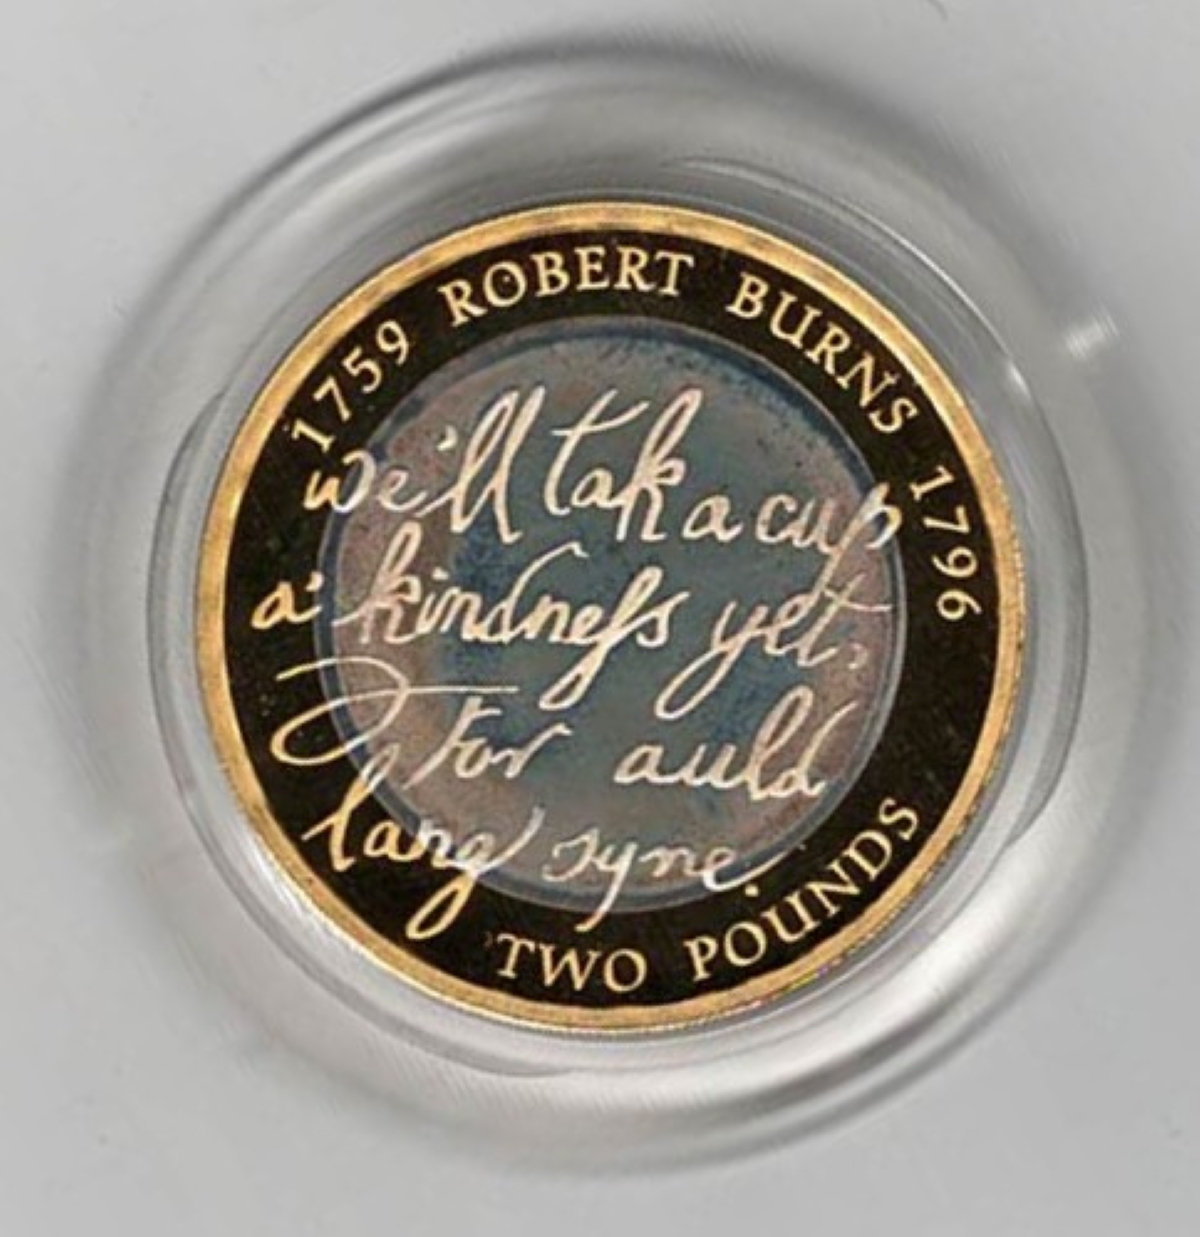 1759 ROBERT BURNS 1796
we'll tak a cup
a' kindneſs yet,
For auld
lang syne.
TWO POUNDS